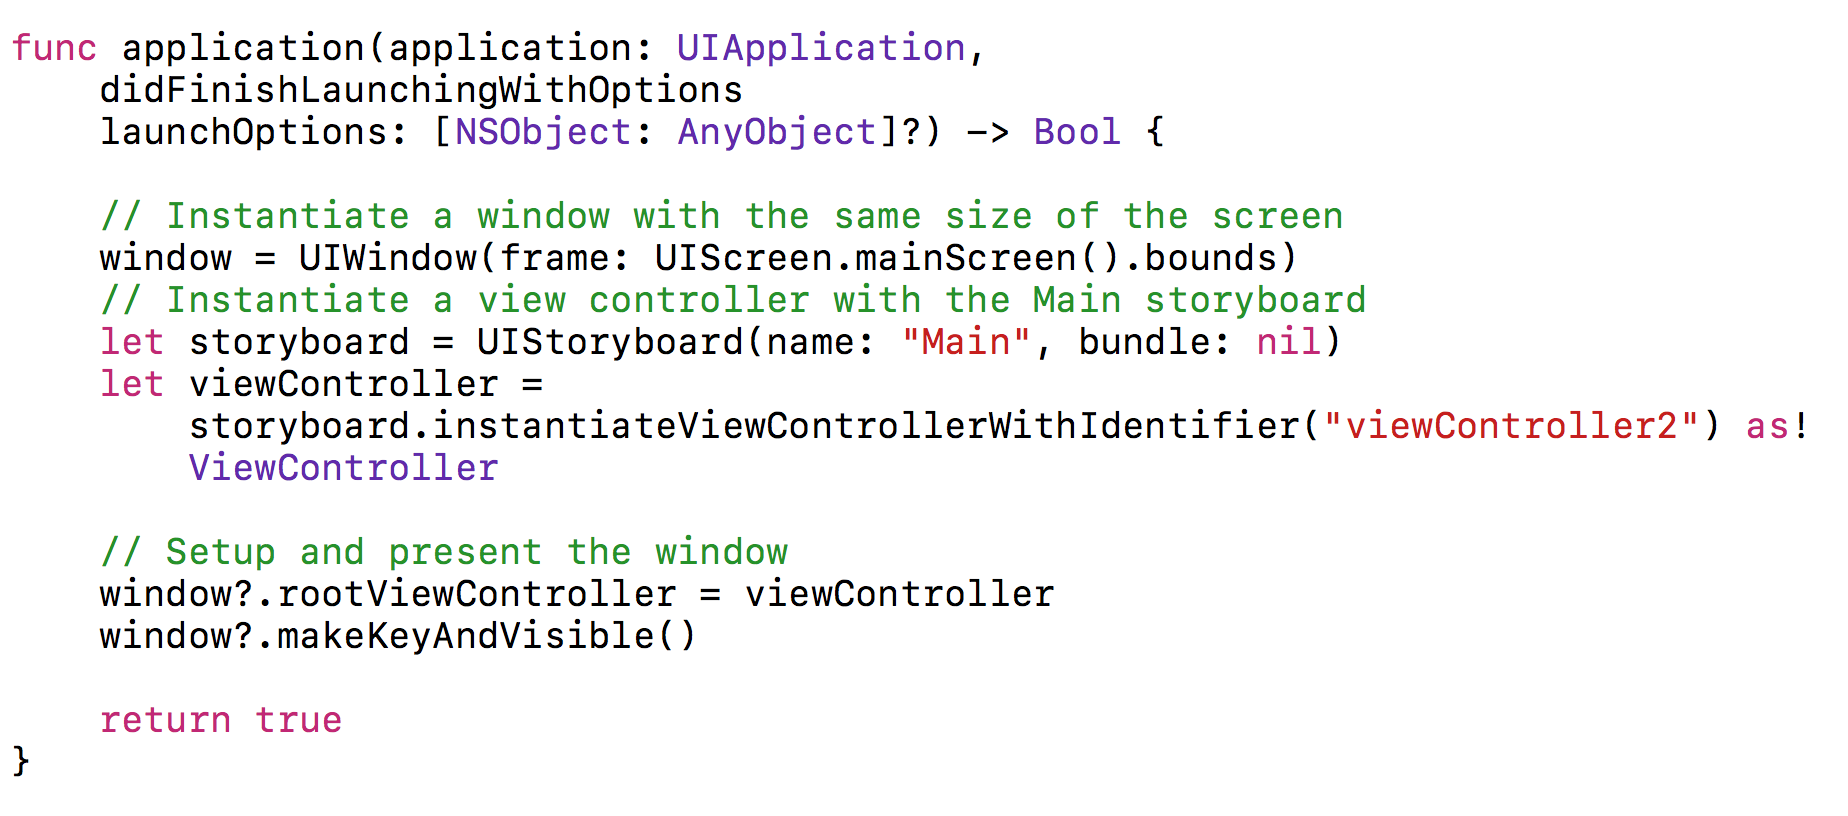 func application(application: UIApplication,
    didFinishLaunchingWithOptions
    launchOptions: [NSObject: AnyObject]?) -> Bool {

    // Instantiate a window with the same size of the screen
    window = UIWindow(frame: UIScreen.mainScreen().bounds)
    // Instantiate a view controller with the Main storyboard
    let storyboard = UIStoryboard(name: "Main", bundle: nil)
    let viewController =
        storyboard.instantiateViewControllerWithIdentifier("viewController2") as!
        ViewController

    // Setup and present the window
    window?.rootViewController = viewController
    window?.makeKeyAndVisible()

    return true
}